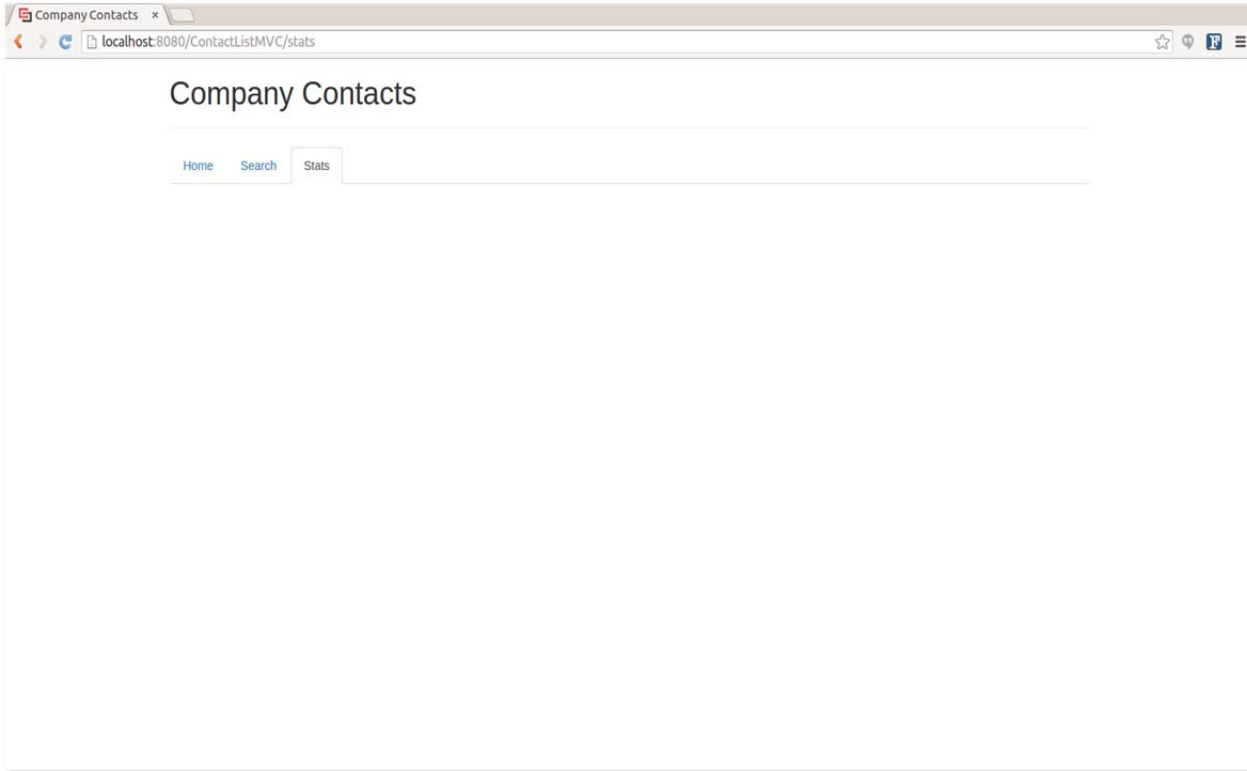 Company Contacts ×
localhost:8080/ContactListMVC/stats
Company Contacts
Home Search Stats